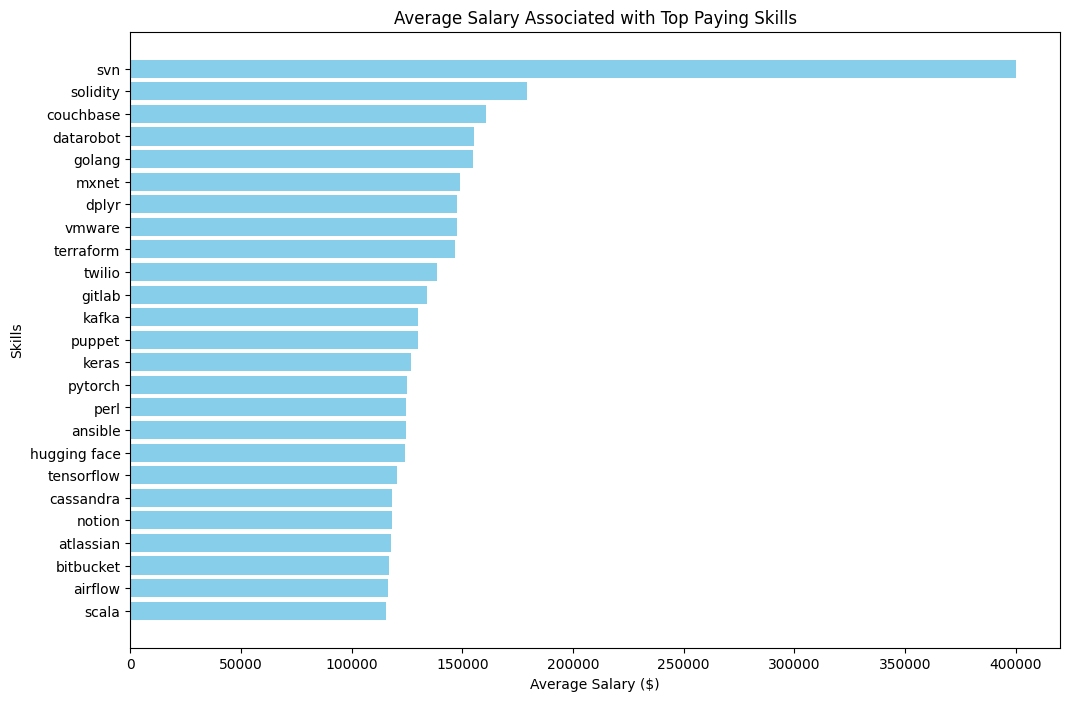 Average Salary Associated with Top Paying Skills
svn
solidity
couchbase
datarobot
golang
mxnet
dplyr
vmware
terraform
twilio
gitlab
kafka
puppet
keras
pytorch
perl
ansible
hugging face
tensorflow
cassandra
notion
atlassian
bitbucket
airflow
scala
Skills
0 50000 100000 150000 200000 250000 300000 350000 400000
Average Salary ($)